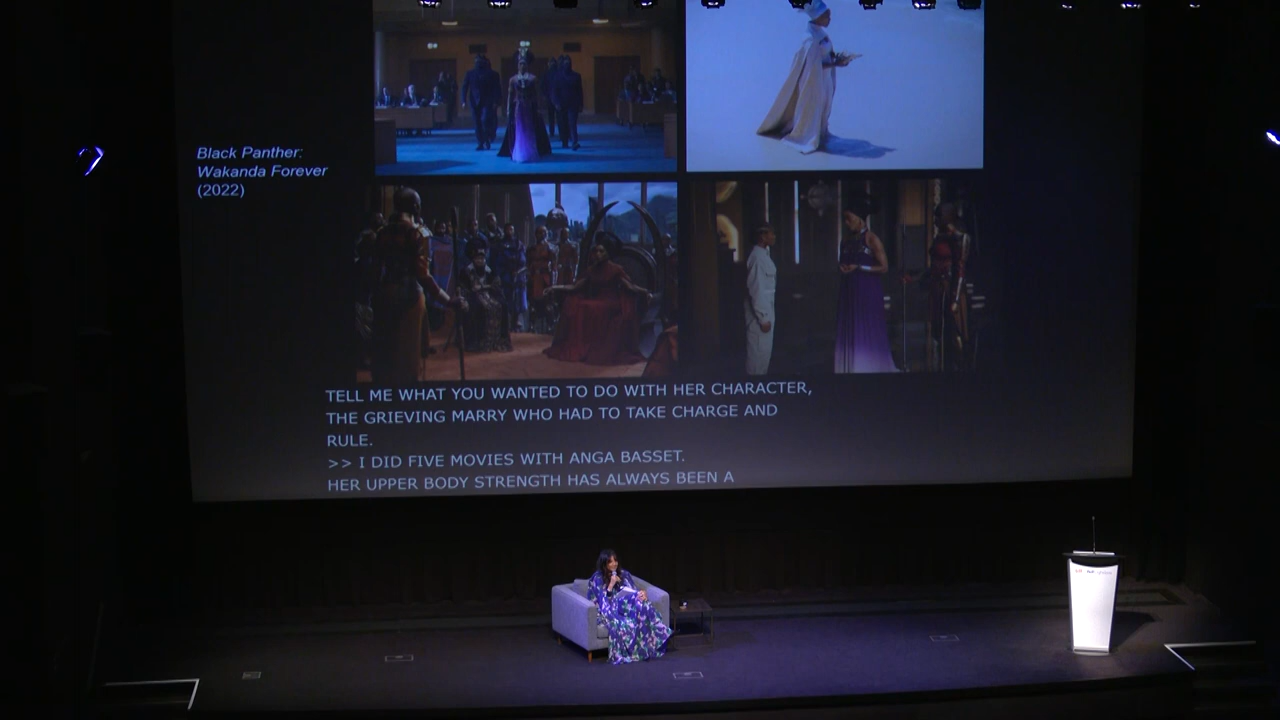 Black Panther:
Wakanda Forever
(2022)
TELL ME WHAT YOU WANTED TO DO WITH HER CHARACTER,
THE GRIEVING MARRY WHO HAD TO TAKE CHARGE AND
RULE.
>> I DID FIVE MOVIES WITH ANGA BASSET.
HER UPPER BODY STRENGTH HAS ALWAYS BEEN A